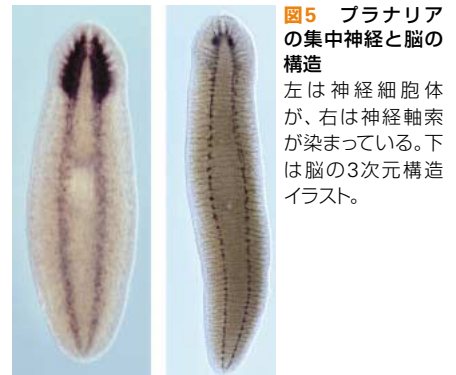 図5 プラナリア
の集中神経と脳の
構造
左は神経細胞体
が、右は神経軸索
が染まっている。下
は脳の3次元構造
イラスト。